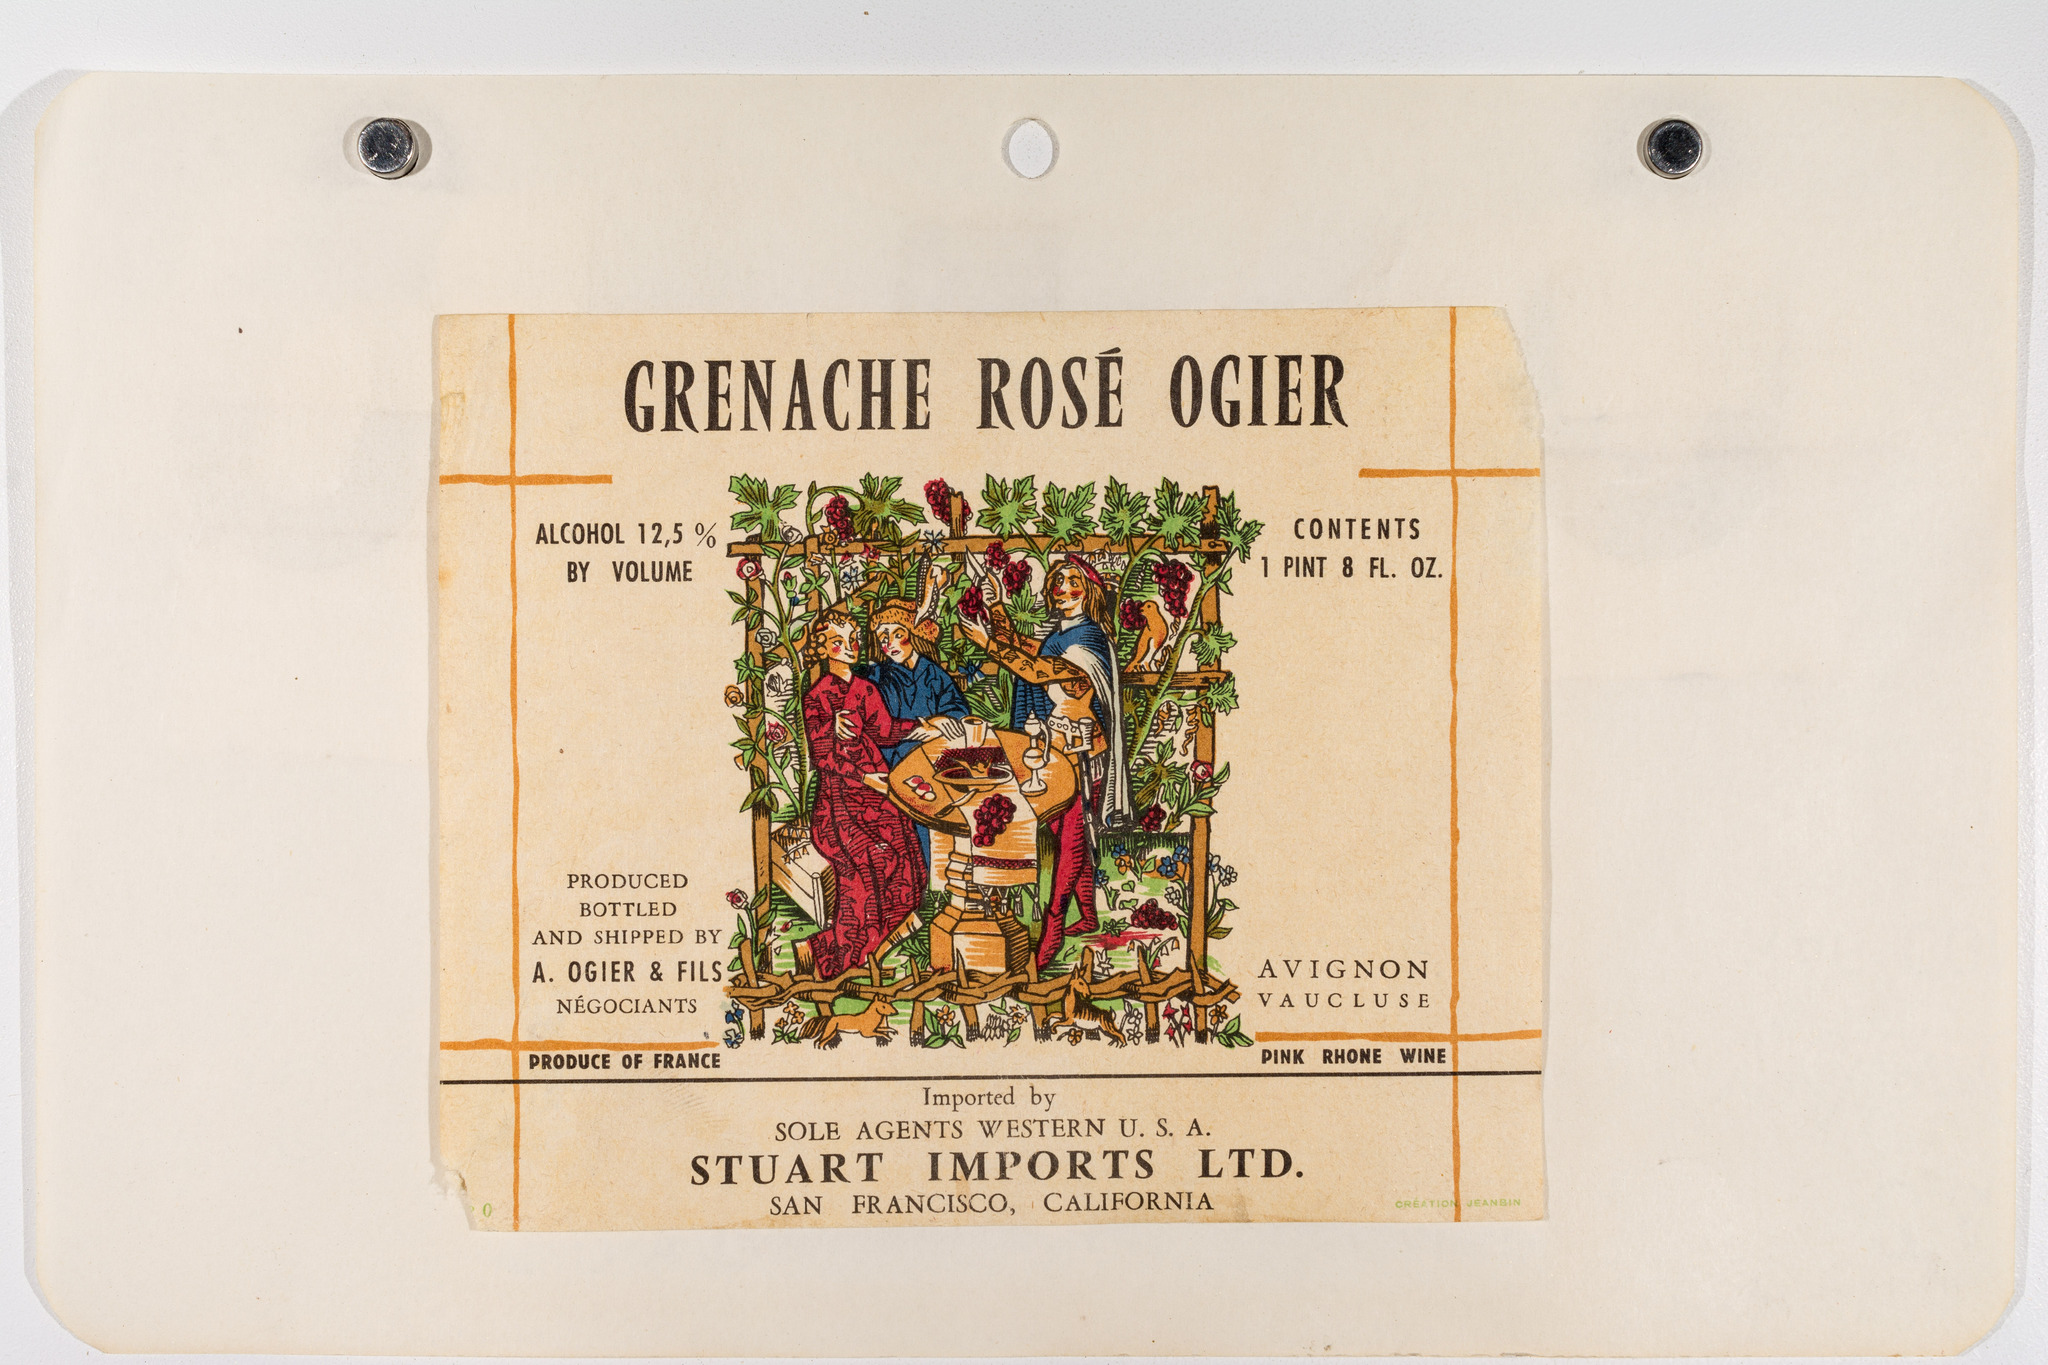 GRENACHE ROSÉ OGIER
ALCOHOL 12,5 %
BY VOLUME
CONTENTS
1 PINT 8 FL. OZ.
PRODUCED
BOTTLED
AND SHIPPED BY
A. OGIER & FILS
NÉGOCIANTS
AVIGNON
VAUCLUSE
PRODUCE OF FRANCE
PINK RHONE WINE
Imported by
SOLE AGENTS WESTERN U. S. A.
STUART IMPORTS LTD.
SAN FRANCISCO, CALIFORNIA
0
CRÉATION JEANBIN